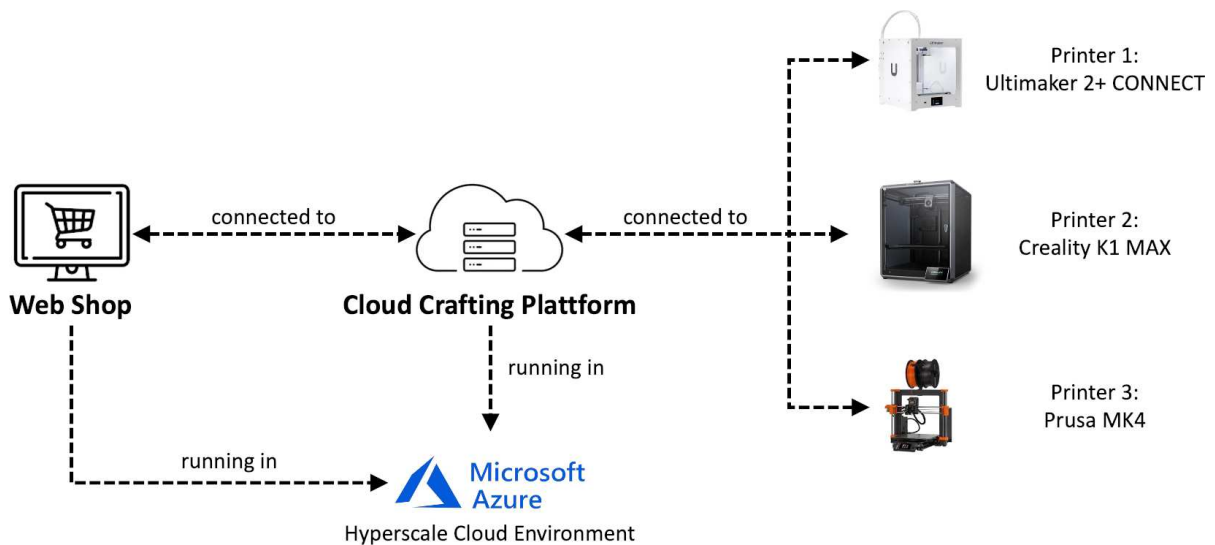 Printer 1:
Ultimaker 2+ CONNECT
connected to
connected to
Printer 2:
Creality K1 MAX
Web Shop
Cloud Crafting Plattform
running in
Printer 3:
Prusa MK4
running in
Microsoft
Azure
Hyperscale Cloud Environment